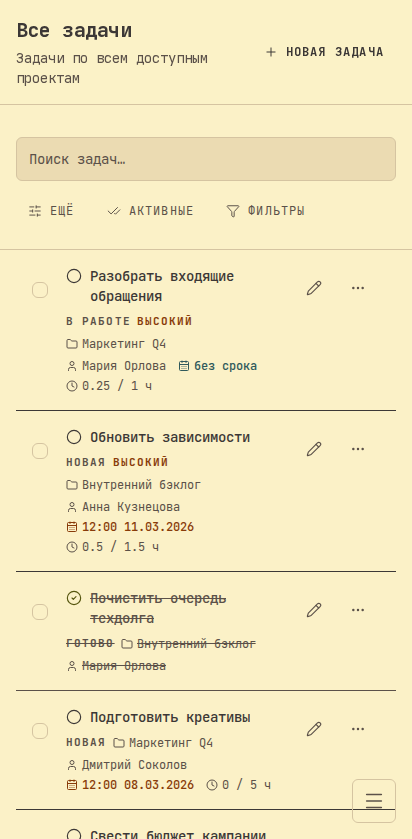 Все задачи
Задачи по всем доступным
проектам
НОВАЯ ЗАДАЧА
Поиск задач…
ЕЩЁ
АКТИВНЫЕ
ФИЛЬТРЫ
Разобрать входящие
обращения
В РАБОТЕ ВЫСОКИЙ
Маркетинг Q4
Мария Орлова без срока
0.25 / 1 ч
Обновить зависимости
НОВАЯ ВЫСОКИЙ
Внутренний бэклог
Анна Кузнецова
12:00 11.03.2026
0.5 / 1.5 ч
Почистить очередь
техдолга
ГОТОВО Внутренний бэклог
Мария Орлова
Подготовить креативы
НОВАЯ Маркетинг Q4
Дмитрий Соколов
12:00 08.03.2026 0 / 5 ч
Свести бюджет кампании